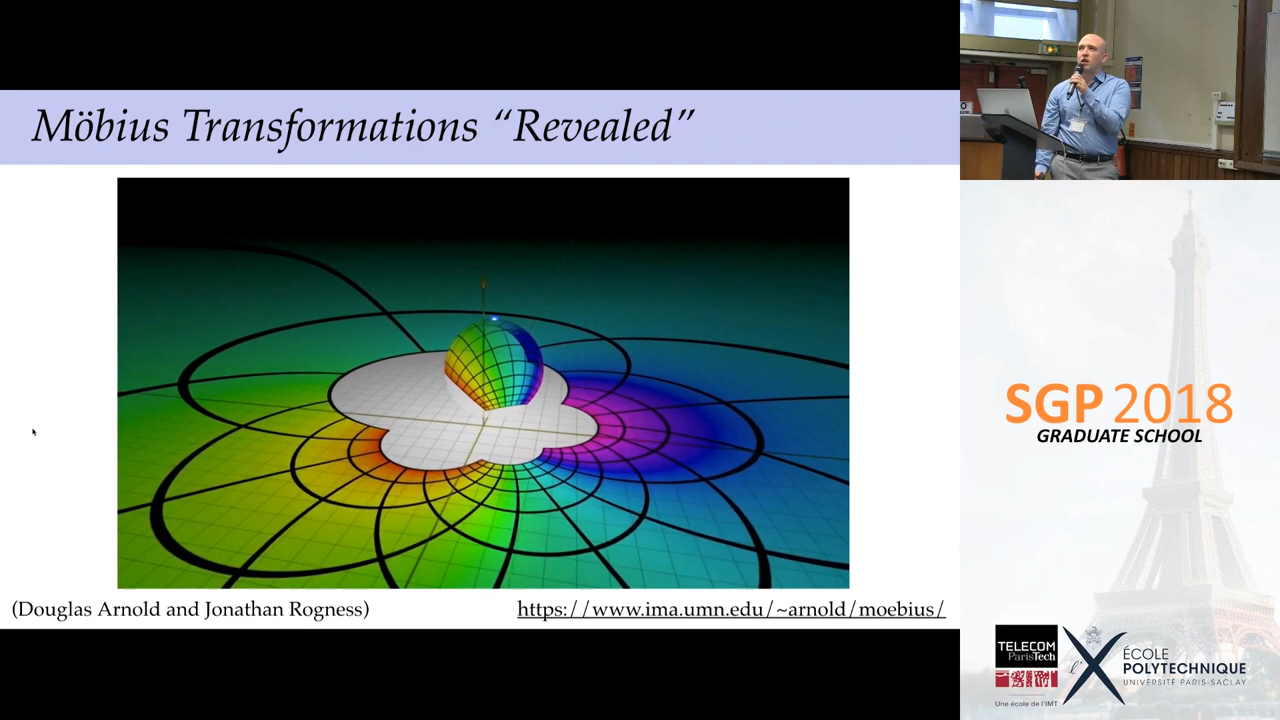 Möbius Transformations “Revealed”
(Douglas Arnold and Jonathan Rogness)
https://www.ima.umn.edu/~arnold/moebius/
SGP 2018
GRADUATE SCHOOL
TELECOM
ParisTech
Une école de l'IMT
ÉCOLE
POLYTECHNIQUE
UNIVERSITÉ PARIS-SACLAY